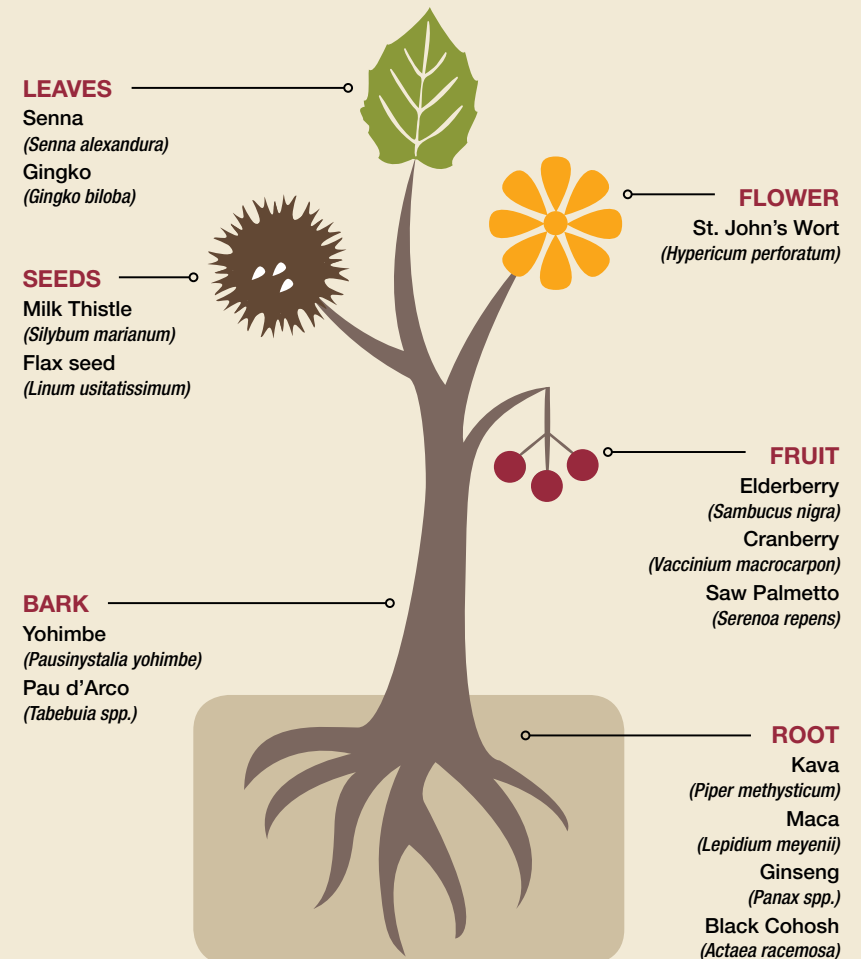 LEAVES
Senna
(Senna alexandura)
Gingko
(Gingko biloba)
SEEDS
Milk Thistle
(Silybum marianum)
Flax seed
(Linum usitatissimum)
BARK
Yohimbe
(Pausinystalia yohimbe)
Pau d’Arco
(Tabebuia spp.)
FLOWER
St. John’s Wort
(Hypericum perforatum)
FRUIT
Elderberry
(Sambucus nigra)
Cranberry
(Vaccinium macrocarpon)
Saw Palmetto
(Serenoa repens)
ROOT
Kava
(Piper methysticum)
Maca
(Lepidium meyenii)
Ginseng
(Panax spp.)
Black Cohosh
(Actaea racemosa)